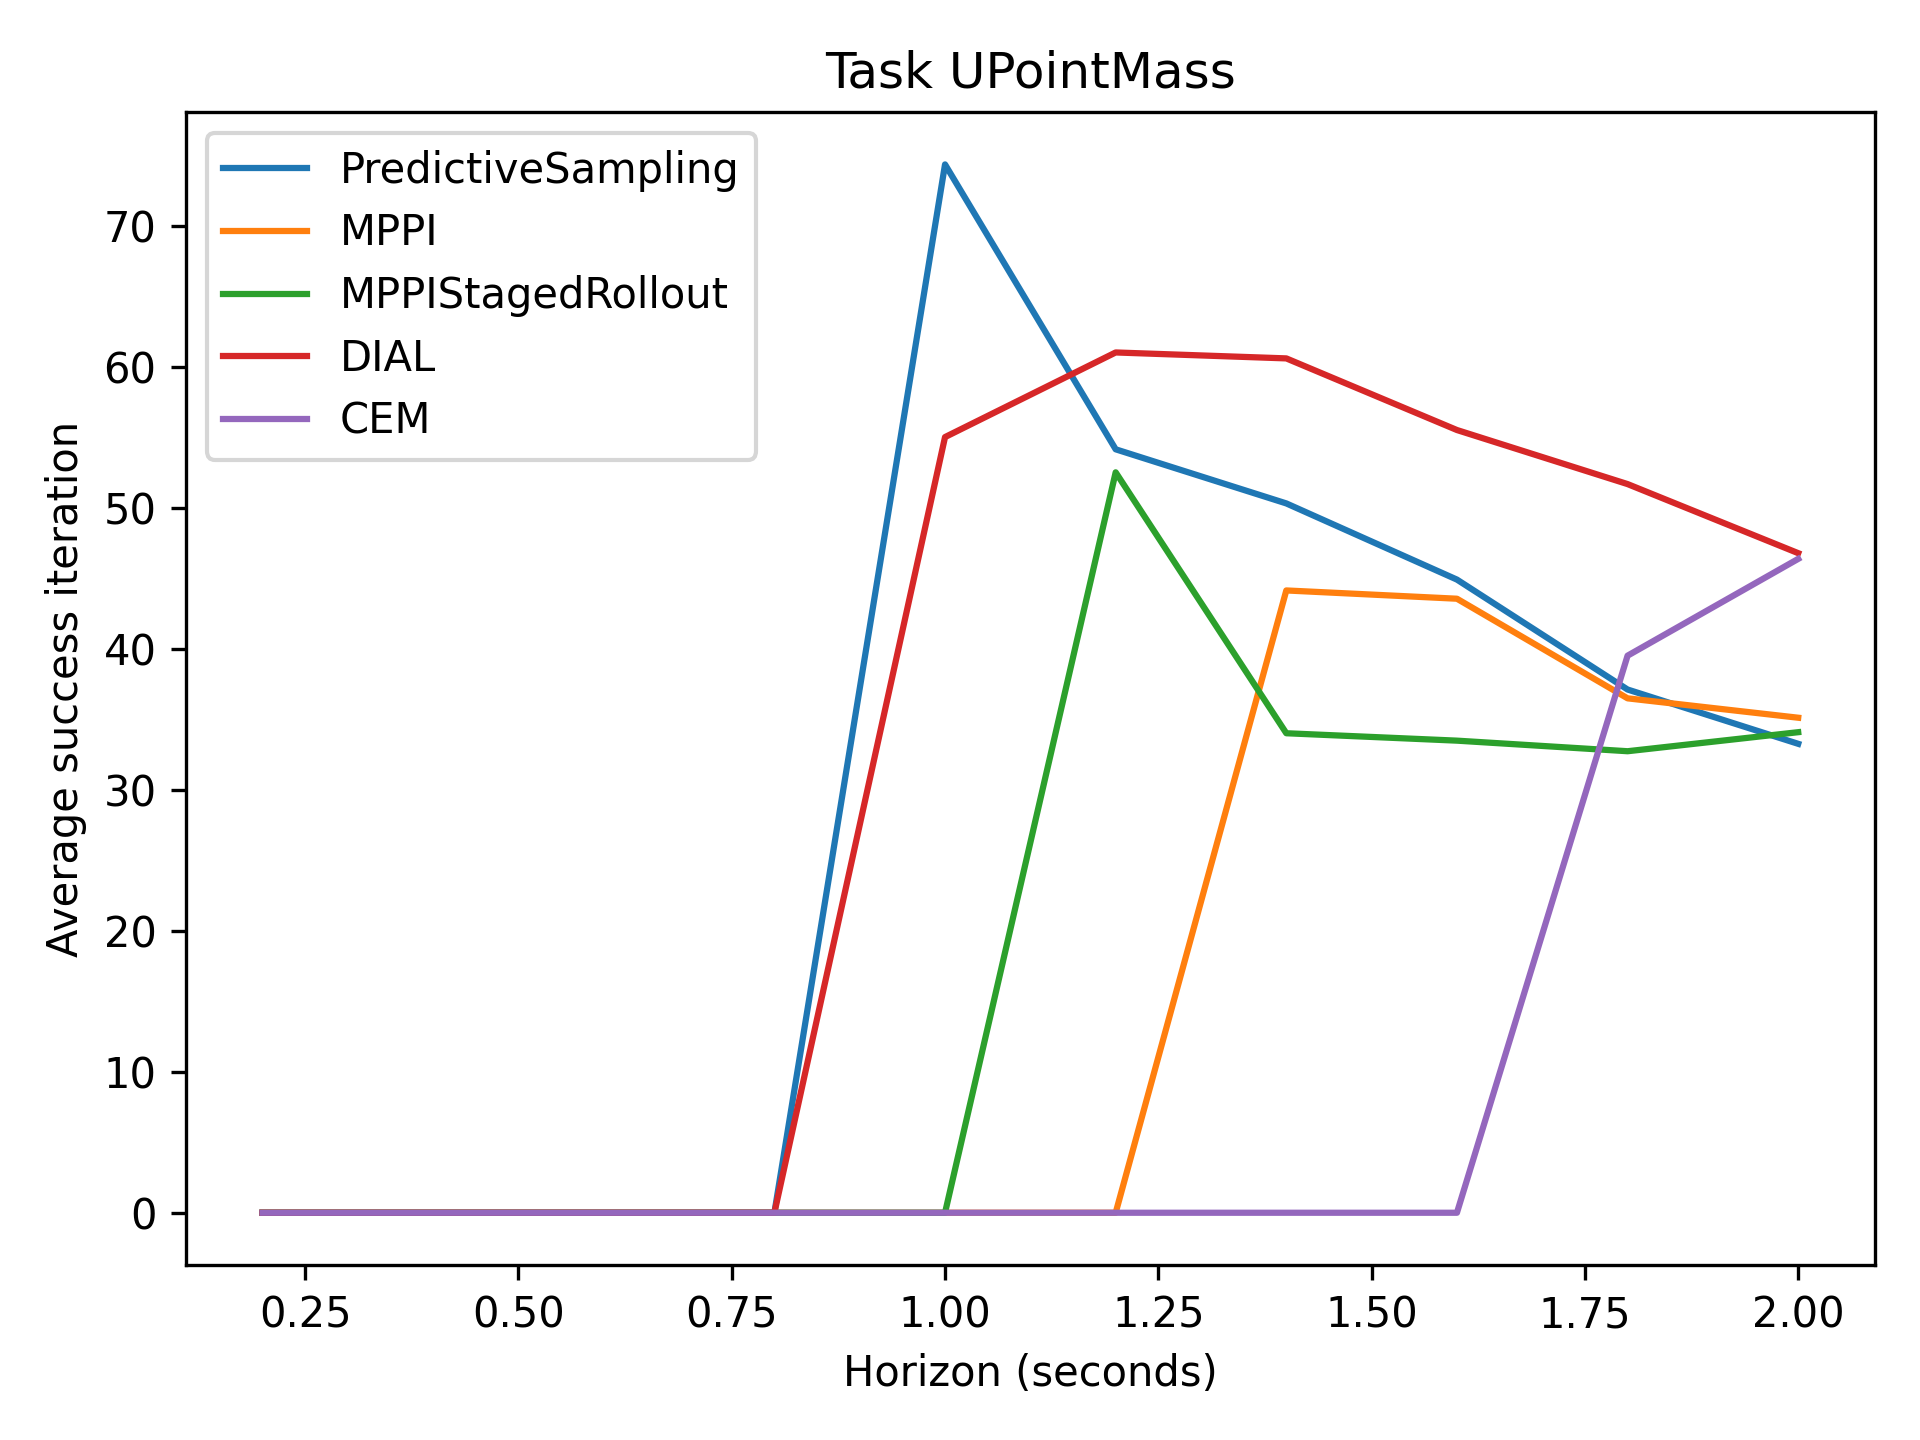 Task UPointMass
PredictiveSampling
MPPI
MPPIStagedRollout
DIAL
CEM
Average success iteration
70
60
50
40
30
20
10
0
0.25 0.50 0.75 1.00 1.25 1.50 1.75 2.00
Horizon (seconds)